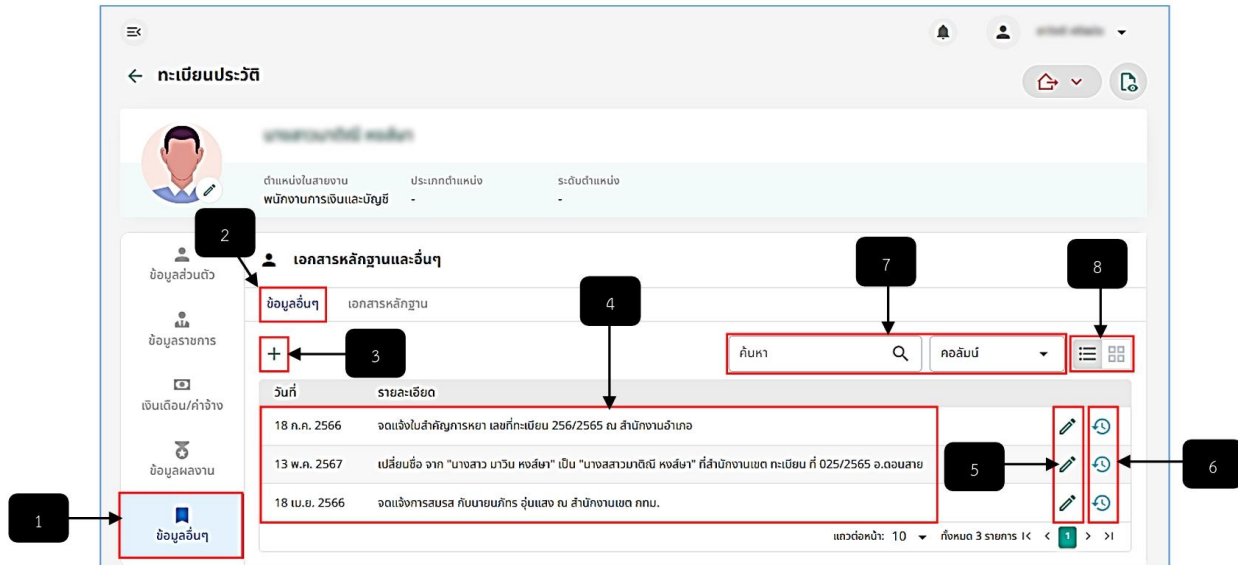 ทะเบียนประวัติ
ตำแหน่งในสายงาน ประเภทตำแหน่ง ระดับตำแหน่ง
พนักงานการเงินและบัญชี - -
2
ข้อมูลส่วนตัว
เอกสารหลักฐานและอื่นๆ
7
8
ข้อมูลอื่นๆ เอกสารหลักฐาน
4
ข้อมูลราชการ
3
ค้นหา คอลัมน์
เงินเดือน/ค่าจ้าง
วันที่ รายละเอียด
18 ก.ค. 2566 จดแจ้งใบสำคัญการหยา เลขที่ทะเบียน 256/2565 ณ สำนักงานอำเภอ
ข้อมูลผลงาน
13 พ.ค. 2567 เปลี่ยนชื่อ จาก "นางสาว มาวิน หงส์ษา" เป็น "นางสสาวมาติณี หงส์ษา" ที่สำนักงานเขต ทะเบียน ที่ 025/2565 อ.ดอนสาย
5
6
18 เม.ย. 2566 จดแจ้งการสมรส กับนายนภัทร อุ่นแสง ณ สำนักงานเขต กทม.
1
ข้อมูลอื่นๆ
แถวต่อหน้า: 10 ทั้งหมด 3 รายการ 1